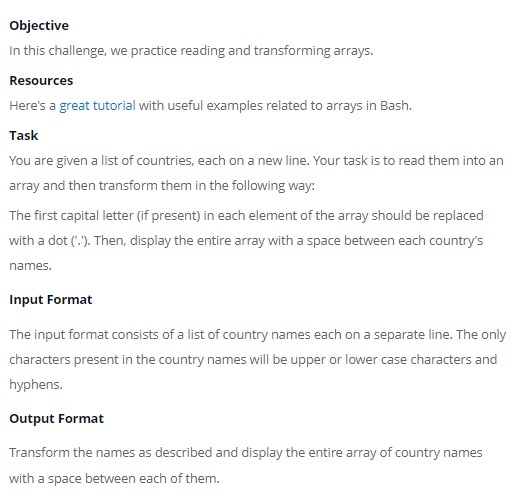 Objective
In this challenge, we practice reading and transforming arrays.
Resources
Here's a great tutorial with useful examples related to arrays in Bash.
Task
You are given a list of countries, each on a new line. Your task is to read them into an
array and then transform them in the following way:
The first capital letter (if present) in each element of the array should be replaced
with a dot ('.'). Then, display the entire array with a space between each country's
names.
Input Format
The input format consists of a list of country names each on a separate line. The only
characters present in the country names will be upper or lower case characters and
hyphens.
Output Format
Transform the names as described and display the entire array of country names
with a space between each of them.